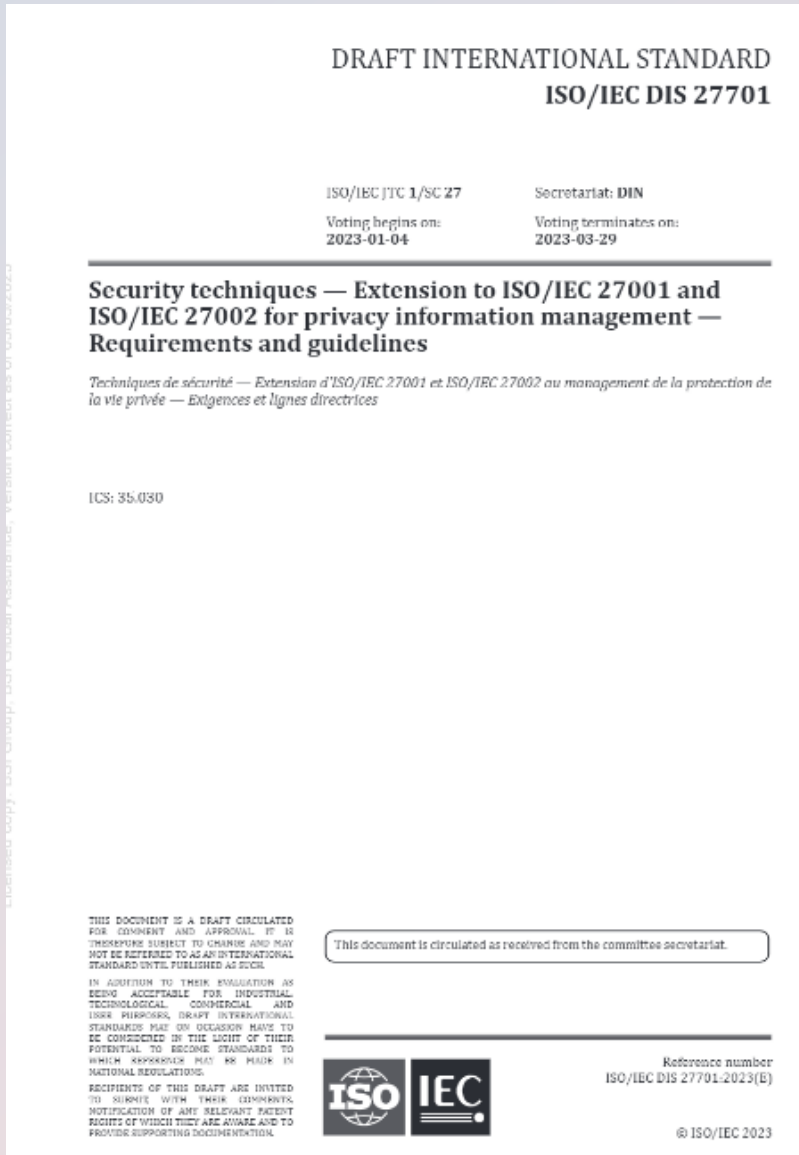 DRAFT INTERNATIONAL STANDARD
ISO/IEC DIS 27701
ISO/IEC JTC 1/SC 27
Secretariat: DIN
Voting begins on:
2023-01-04
Voting terminates on:
2023-03-29
Security techniques — Extension to ISO/IEC 27001 and
ISO/IEC 27002 for privacy information management —
Requirements and guidelines
Techniques de sécurité — Extension d'ISO/IEC 27001 et ISO/IEC 27002 au management de la protection de
la vie privée — Exigences et lignes directrices
ICS: 35.030
THIS DOCUMENT IS A DRAFT CIRCULATED
FOR COMMENT AND APPROVAL. IT IS
THEREFORE SUBJECT TO CHANGE AND MAY
NOT BE REFERRED TO AS AN INTERNATIONAL
STANDARD UNTIL PUBLISHED AS SUCH.
IN ADDITION TO THEIR EVALUATION AS
BEING ACCEPTABLE FOR INDUSTRIAL,
TECHNOLOGICAL, COMMERCIAL AND
USER PURPOSES, DRAFT INTERNATIONAL
STANDARDS MAY ON OCCASION HAVE TO
BE CONSIDERED IN THE LIGHT OF THEIR
POTENTIAL TO BECOME STANDARDS TO
WHICH REFERENCE MAY BE MADE IN
NATIONAL REGULATIONS.
RECIPIENTS OF THIS DRAFT ARE INVITED
TO SUBMIT, WITH THEIR COMMENTS,
NOTIFICATION OF ANY RELEVANT PATENT
RIGHTS OF WHICH THEY ARE AWARE AND TO
PROVIDE SUPPORTING DOCUMENTATION.
This document is circulated as received from the committee secretariat.
ISO IEC
Reference number
ISO/IEC DIS 27701:2023(E)
© ISO/IEC 2023